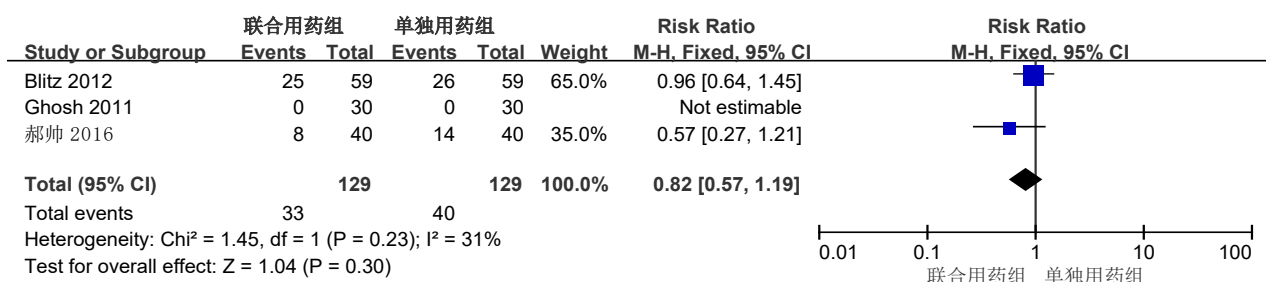 联合用药组 单独用药组 Risk Ratio Risk Ratio
Study or Subgroup Events Total Events Total Weight M-H, Fixed, 95% CI M-H, Fixed, 95% CI
Blitz 2012 25 59 26 59 65.0% 0.96 [0.64, 1.45]
Ghosh 2011 0 30 0 30 Not estimable
郝帅 2016 8 40 14 40 35.0% 0.57 [0.27, 1.21]
Total (95% CI) 129 129 100.0% 0.82 [0.57, 1.19]
Total events 33 40
Heterogeneity: Chi² = 1.45, df = 1 (P = 0.23); I² = 31%
Test for overall effect: Z = 1.04 (P = 0.30)
0.01 0.1 1 10 100
联合用药组 单独用药组